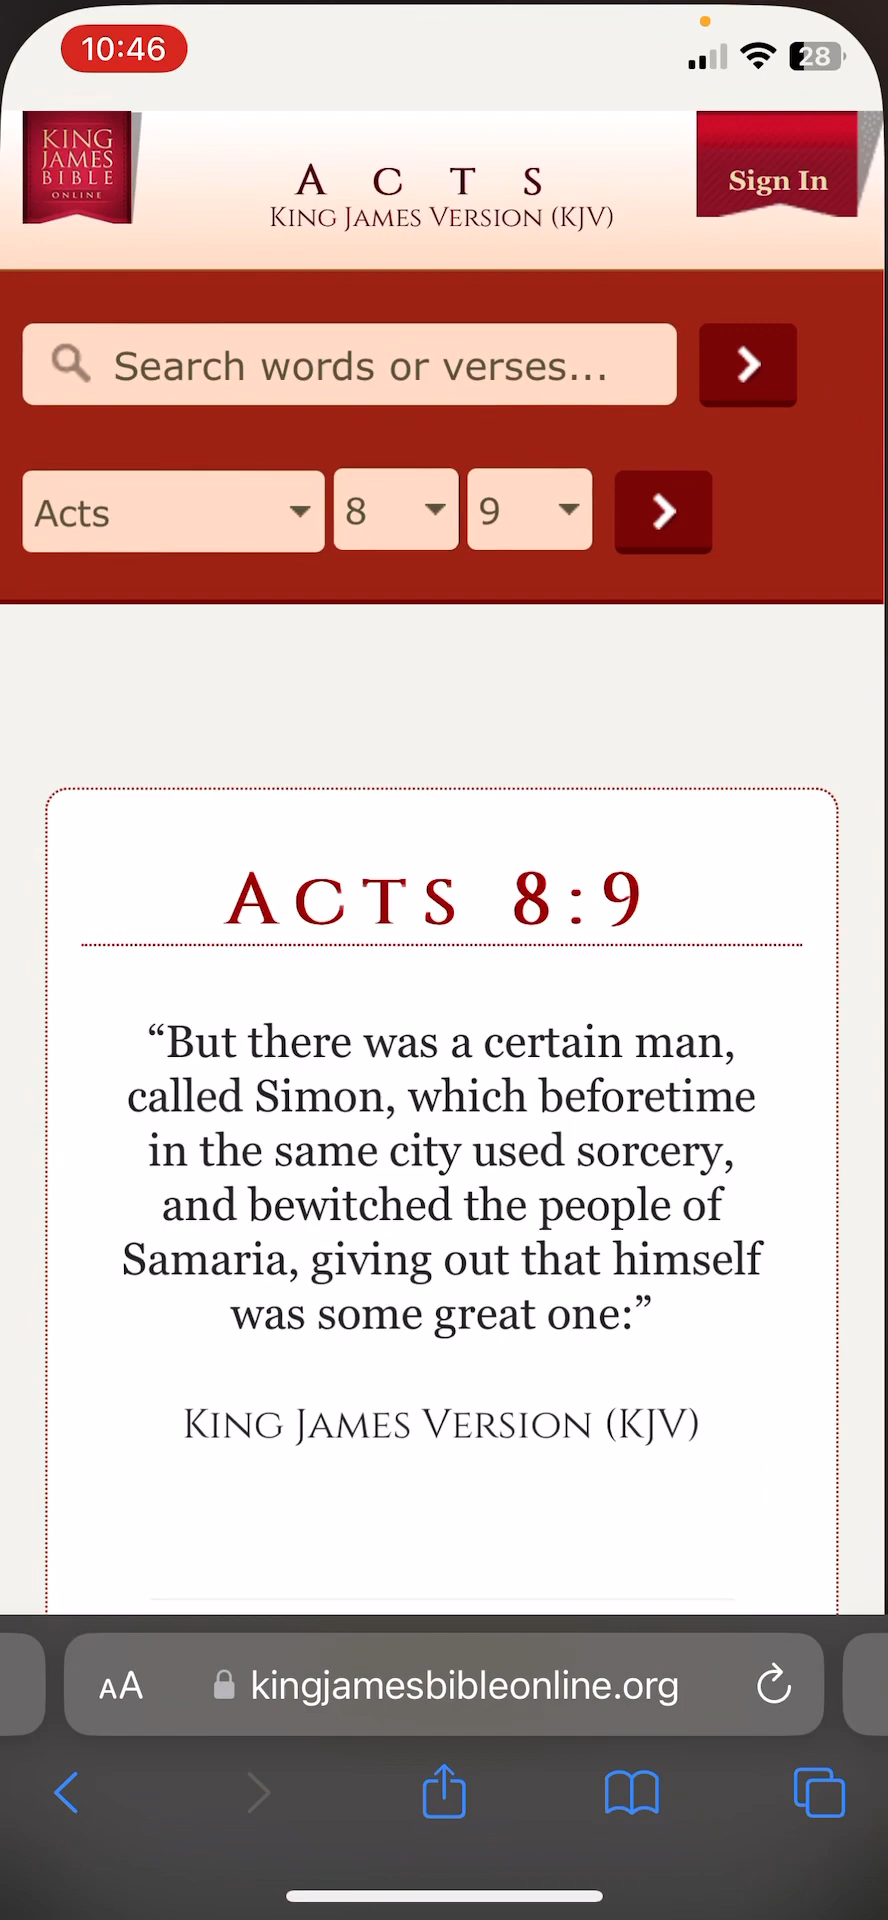 10:46
28
KING
JAMES
BIBLE
ONLINE
ACTS
KING JAMES VERSION (KJV)
Sign In
Search words or verses...
Acts
8
9
ACTS 8:9
“But there was a certain man,
called Simon, which beforetime
in the same city used sorcery,
and bewitched the people of
Samaria, giving out that himself
was some great one:”
KING JAMES VERSION (KJV)
AA
kingjamesbibleonline.org